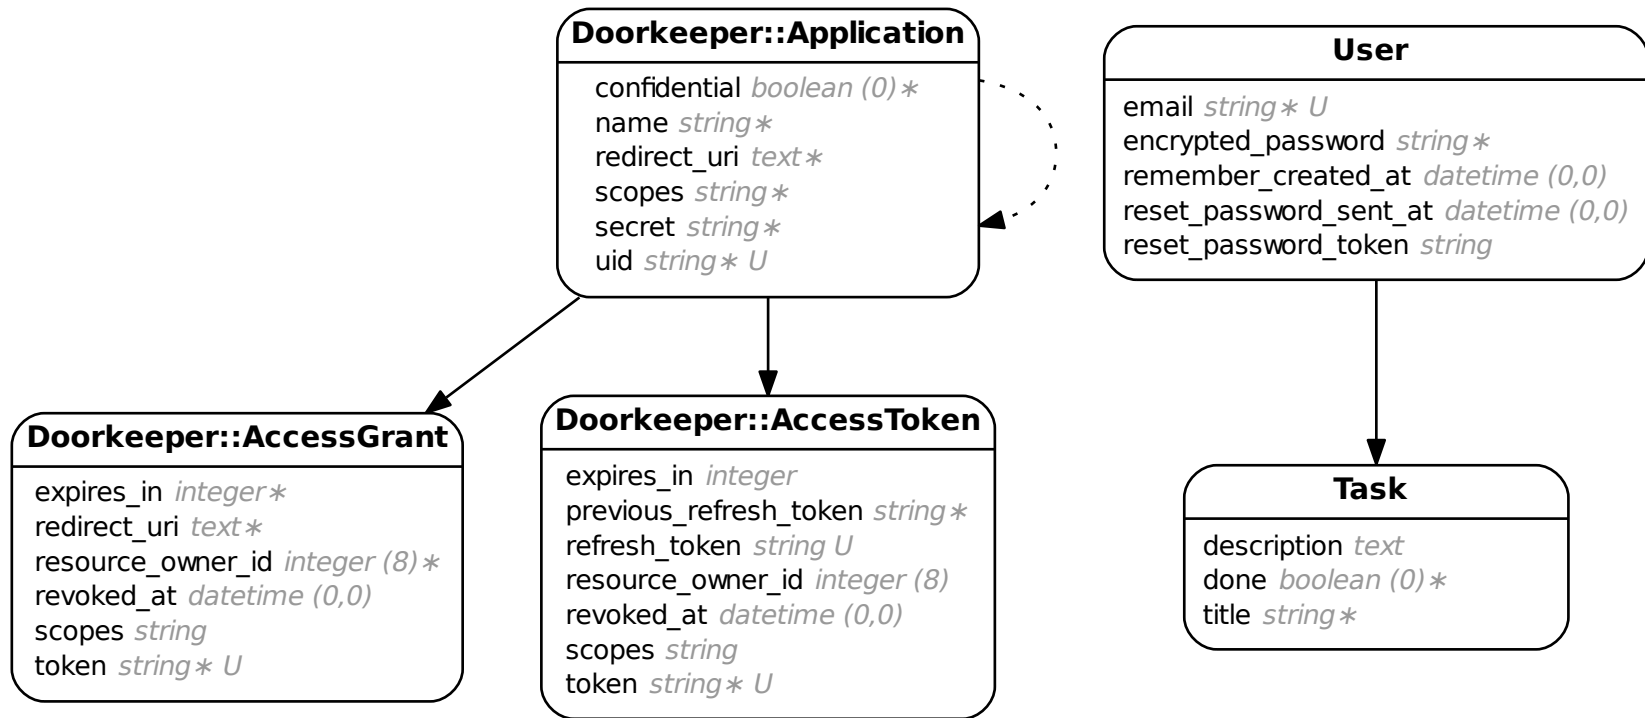 Doorkeeper::Application
confidential boolean (0)∗
name string∗
redirect_uri text∗
scopes string∗
secret string∗
uid string∗ U
User
email string∗ U
encrypted_password string∗
remember_created_at datetime (0,0)
reset_password_sent_at datetime (0,0)
reset_password_token string
Doorkeeper::AccessGrant
expires_in integer∗
redirect_uri text∗
resource_owner_id integer (8)∗
revoked_at datetime (0,0)
scopes string
token string∗ U
Doorkeeper::AccessToken
expires_in integer
previous_refresh_token string∗
refresh_token string U
resource_owner_id integer (8)
revoked_at datetime (0,0)
scopes string
token string∗ U
Task
description text
done boolean (0)∗
title string∗